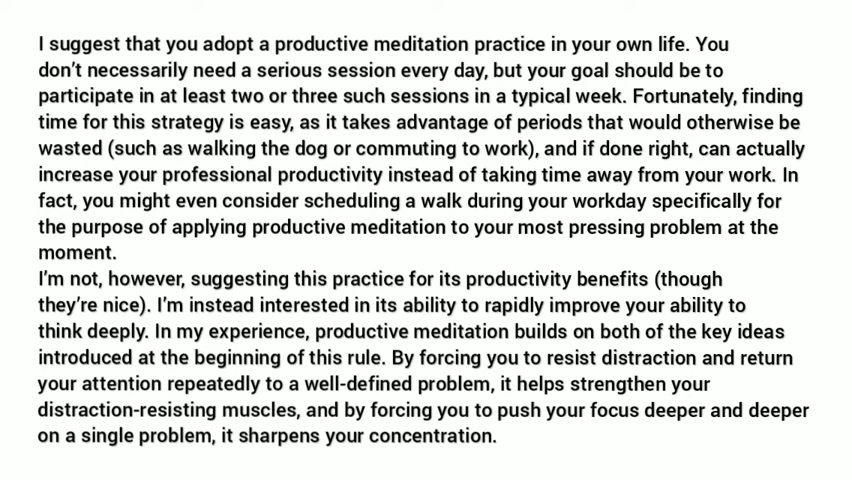 I suggest that you adopt a productive meditation practice in your own life. You
don’t necessarily need a serious session every day, but your goal should be to
participate in at least two or three such sessions in a typical week. Fortunately, finding
time for this strategy is easy, as it takes advantage of periods that would otherwise be
wasted (such as walking the dog or commuting to work), and if done right, can actually
increase your professional productivity instead of taking time away from your work. In
fact, you might even consider scheduling a walk during your workday specifically for
the purpose of applying productive meditation to your most pressing problem at the
moment.
I’m not, however, suggesting this practice for its productivity benefits (though
they’re nice). I’m instead interested in its ability to rapidly improve your ability to
think deeply. In my experience, productive meditation builds on both of the key ideas
introduced at the beginning of this rule. By forcing you to resist distraction and return
your attention repeatedly to a well-defined problem, it helps strengthen your
distraction-resisting muscles, and by forcing you to push your focus deeper and deeper
on a single problem, it sharpens your concentration.